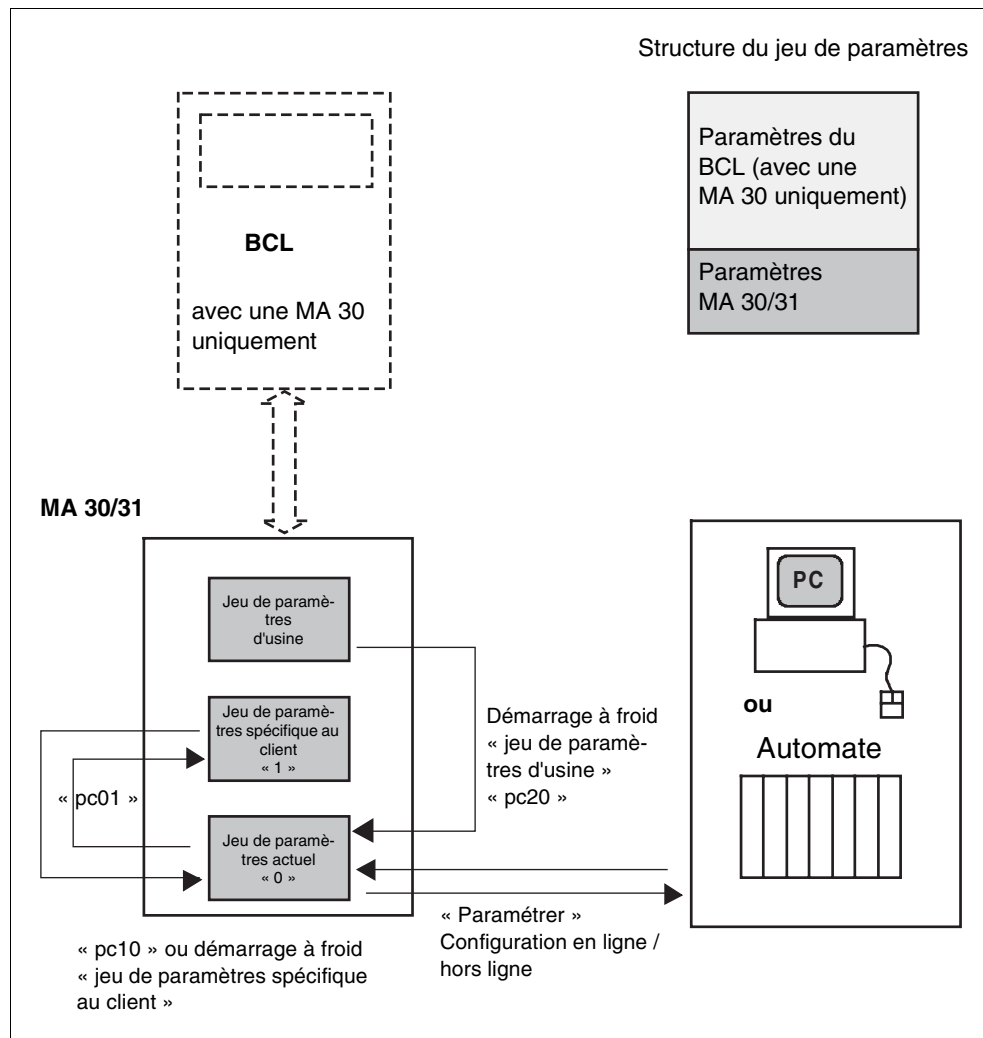 Structure du jeu de paramètres
Paramètres du
BCL (avec une
MA 30 uniquement)
Paramètres
MA 30/31
BCL
avec une MA 30
uniquement
MA 30/31
Jeu de paramè-
tres
d'usine
Jeu de paramè-
tres spécifique au
client
« 1 »
Jeu de paramè-
tres actuel
« 0 »
« pc01 »
Démarrage à froid
« jeu de paramè-
tres d'usine »
« pc20 »
PC
ou
Automate
« Paramétrer »
Configuration en ligne /
hors ligne
« pc10 » ou démarrage à froid
« jeu de paramètres spécifique
au client »